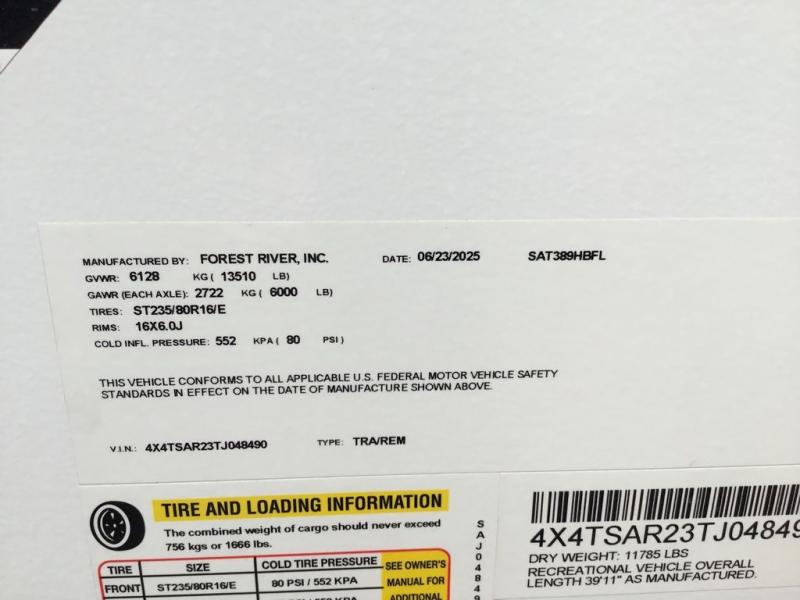 MANUFACTURED BY: FOREST RIVER, INC. DATE: 06/23/2025 SAT389HBFL
GVWR: 6128 KG ( 13510 LB)
GAWR (EACH AXLE): 2722 KG ( 6000 LB)
TIRES: ST235/80R16/E
RIMS: 16X6.0J
COLD INFL. PRESSURE: 552 KPA ( 80 PSI )
THIS VEHICLE CONFORMS TO ALL APPLICABLE U.S. FEDERAL MOTOR VEHICLE SAFETY
STANDARDS IN EFFECT ON THE DATE OF MANUFACTURE SHOWN ABOVE.
V.I.N.: 4X4TSAR23TJ048490 TYPE: TRA/REM
TIRE AND LOADING INFORMATION
The combined weight of cargo should never exceed
756 kgs or 1666 lbs.
TIRE SIZE COLD TIRE PRESSURE
FRONT ST235/80R16/E 80 PSI / 552 KPA
SEE OWNER'S
MANUAL FOR
ADDITIONAL
SAJ0484
4X4TSAR23TJ04849
DRY WEIGHT: 11785 LBS
RECREATIONAL VEHICLE OVERALL
LENGTH 39'11" AS MANUFACTURED.